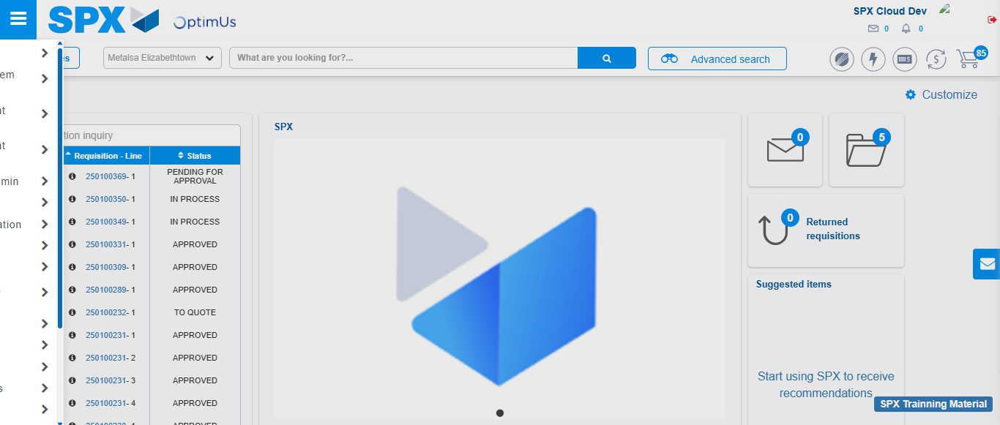 SPX
OptimUs
SPX Cloud Dev
0
0
es
Metalsa Elizabethtown
What are you looking for?...
Advanced search
85
Customize
em
nt
nt
min
ation
s
tion inquiry
Requisition - Line
Status
250100369- 1
PENDING FOR
APPROVAL
250100350- 1
IN PROCESS
250100349- 1
IN PROCESS
250100331- 1
APPROVED
250100309- 1
APPROVED
250100289- 1
APPROVED
250100232- 1
TO QUOTE
250100231- 1
APPROVED
250100231- 2
APPROVED
250100231- 3
APPROVED
250100231- 4
APPROVED
250100230- 1
APPROVED
SPX
0
5
0
Returned
requisitions
Suggested items
Start using SPX to receive
recommendations
SPX Trainning Material